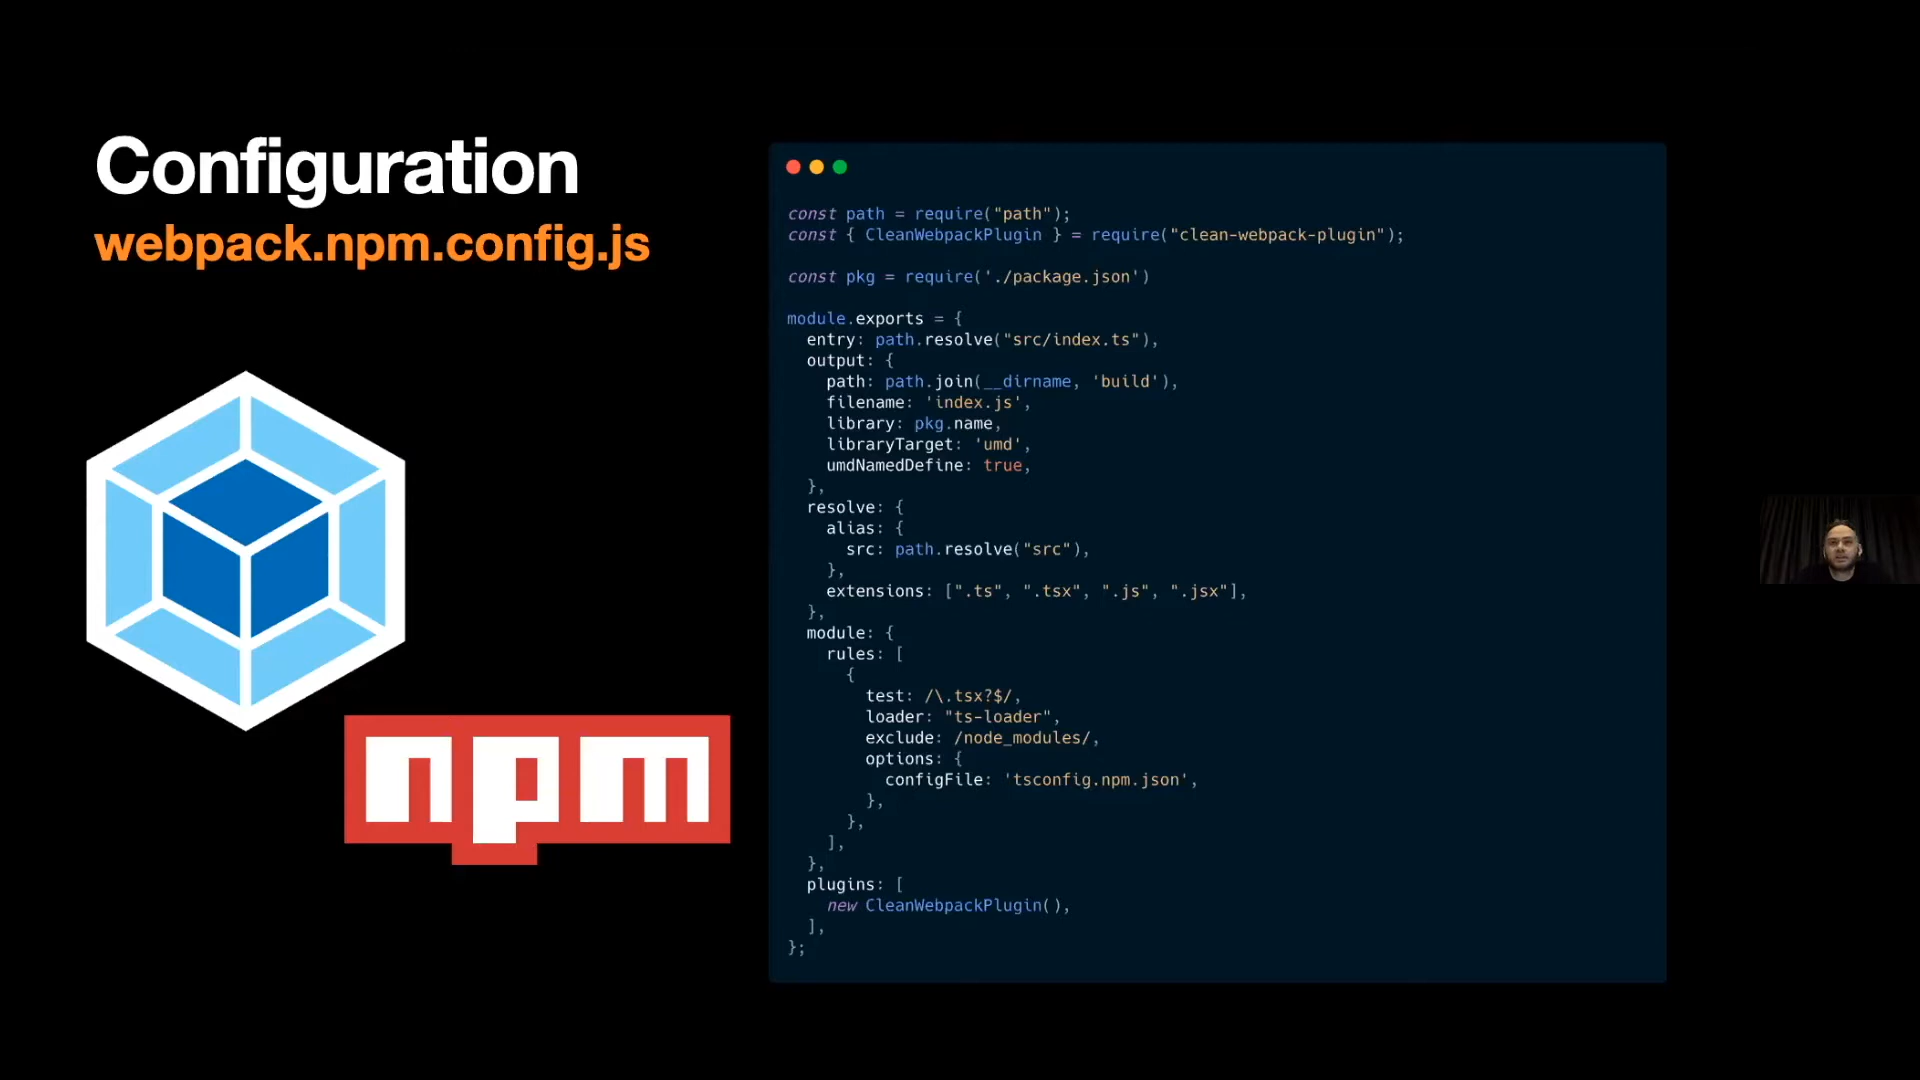 Configuration
webpack.npm.config.js
npm
const path = require("path");
const { CleanWebpackPlugin } = require("clean-webpack-plugin");
const pkg = require('./package.json')
module.exports = {
  entry: path.resolve("src/index.ts"),
  output: {
    path: path.join(__dirname, 'build'),
    filename: 'index.js',
    library: pkg.name,
    libraryTarget: 'umd',
    umdNamedDefine: true,
  },
  resolve: {
    alias: {
      src: path.resolve("src"),
    },
    extensions: [".ts", ".tsx", ".js", ".jsx"],
  },
  module: {
    rules: [
      {
        test: /\.tsx?$/,
        loader: "ts-loader",
        exclude: /node_modules/,
        options: {
          configFile: 'tsconfig.npm.json',
        },
      },
    ],
  },
  plugins: [
    new CleanWebpackPlugin(),
  ],
};